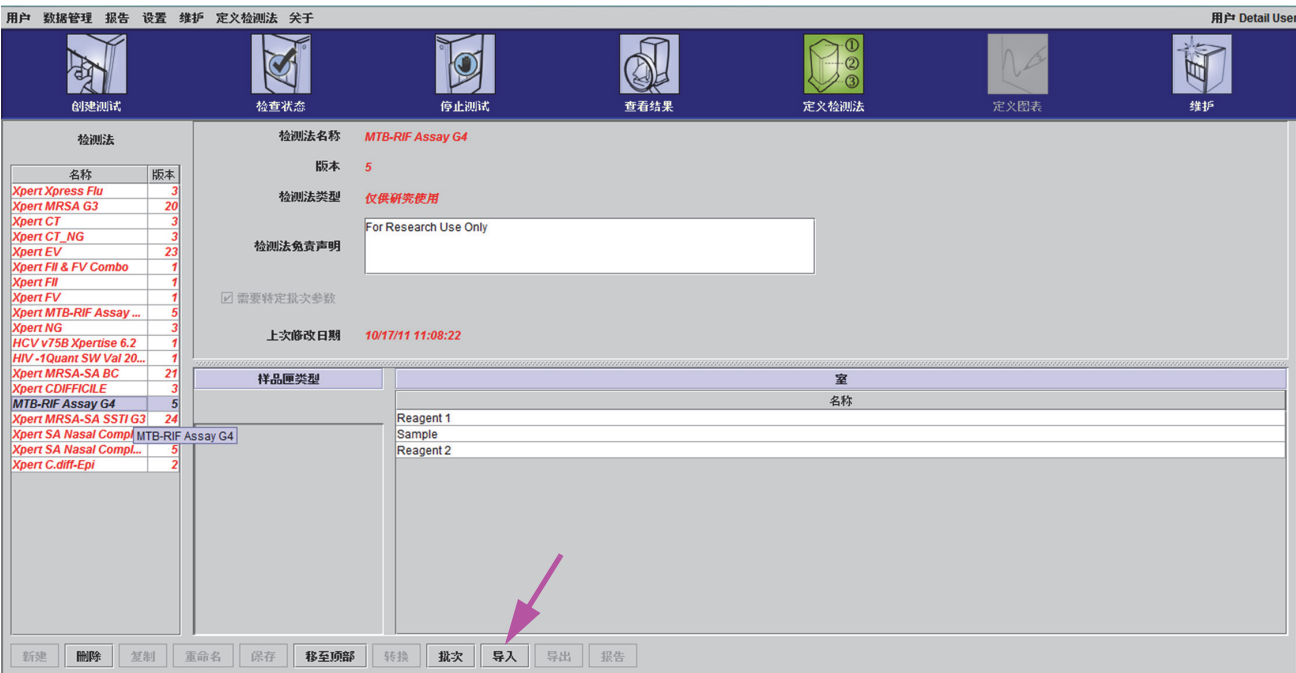 用户 数据管理 报告 设置 维护 定义检测法 关于 用户 Detail User
创建测试 检查状态 停止测试 查看结果 定义检测法 定义图表 维护
① ② ③
检测法
名称 版本
Xpert Xpress Flu 3
Xpert MRSA G3 20
Xpert CT 3
Xpert CT_NG 3
Xpert EV 23
Xpert FII & FV Combo 1
Xpert FII 1
Xpert FV 1
Xpert MTB-RIF Assay ... 5
Xpert NG 3
HCV v75B Xpertise 6.2 1
HIV -1Quant SW Val 20... 1
Xpert MRSA-SA BC 21
Xpert CDIFFICILE 3
MTB-RIF Assay G4 5
Xpert MRSA-SA SSTI G3 24
Xpert SA Nasal Compl
MTB-RIF Assay G4
Xpert SA Nasal Compl... 5
Xpert C.diff-Epi 2
检测法名称 MTB-RIF Assay G4
版本 5
检测法类型 仅供研究使用
检测法免责声明 For Research Use Only
需要特定批次参数
上次修改日期 10/17/11 11:08:22
样品匣类型 室
名称
Reagent 1
Sample
Reagent 2
新建 删除 复制 重命名 保存 移至顶部 转换 批次 导入 导出 报告